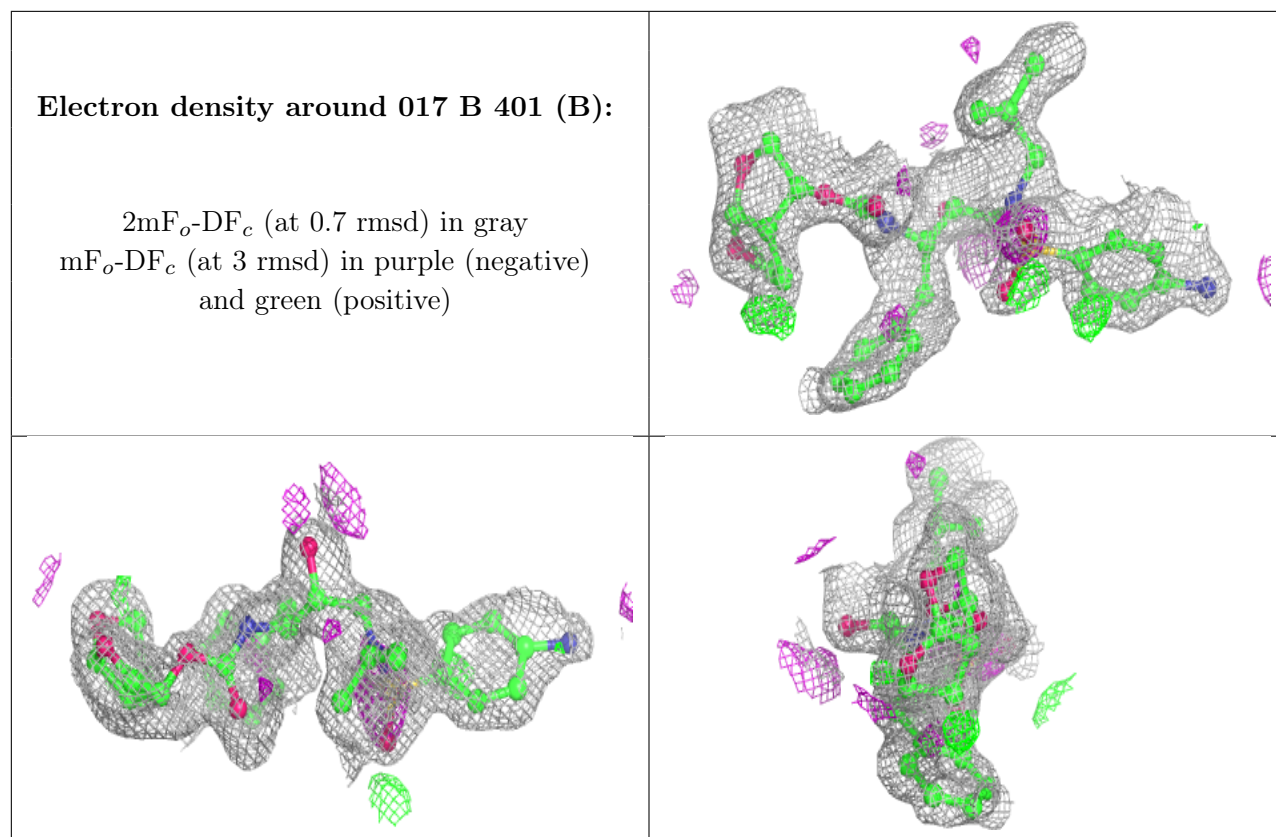 Electron density around 017 B 401 (B):
2mFo-DFc (at 0.7 rmsd) in gray
mFo-DFc (at 3 rmsd) in purple (negative)
and green (positive)